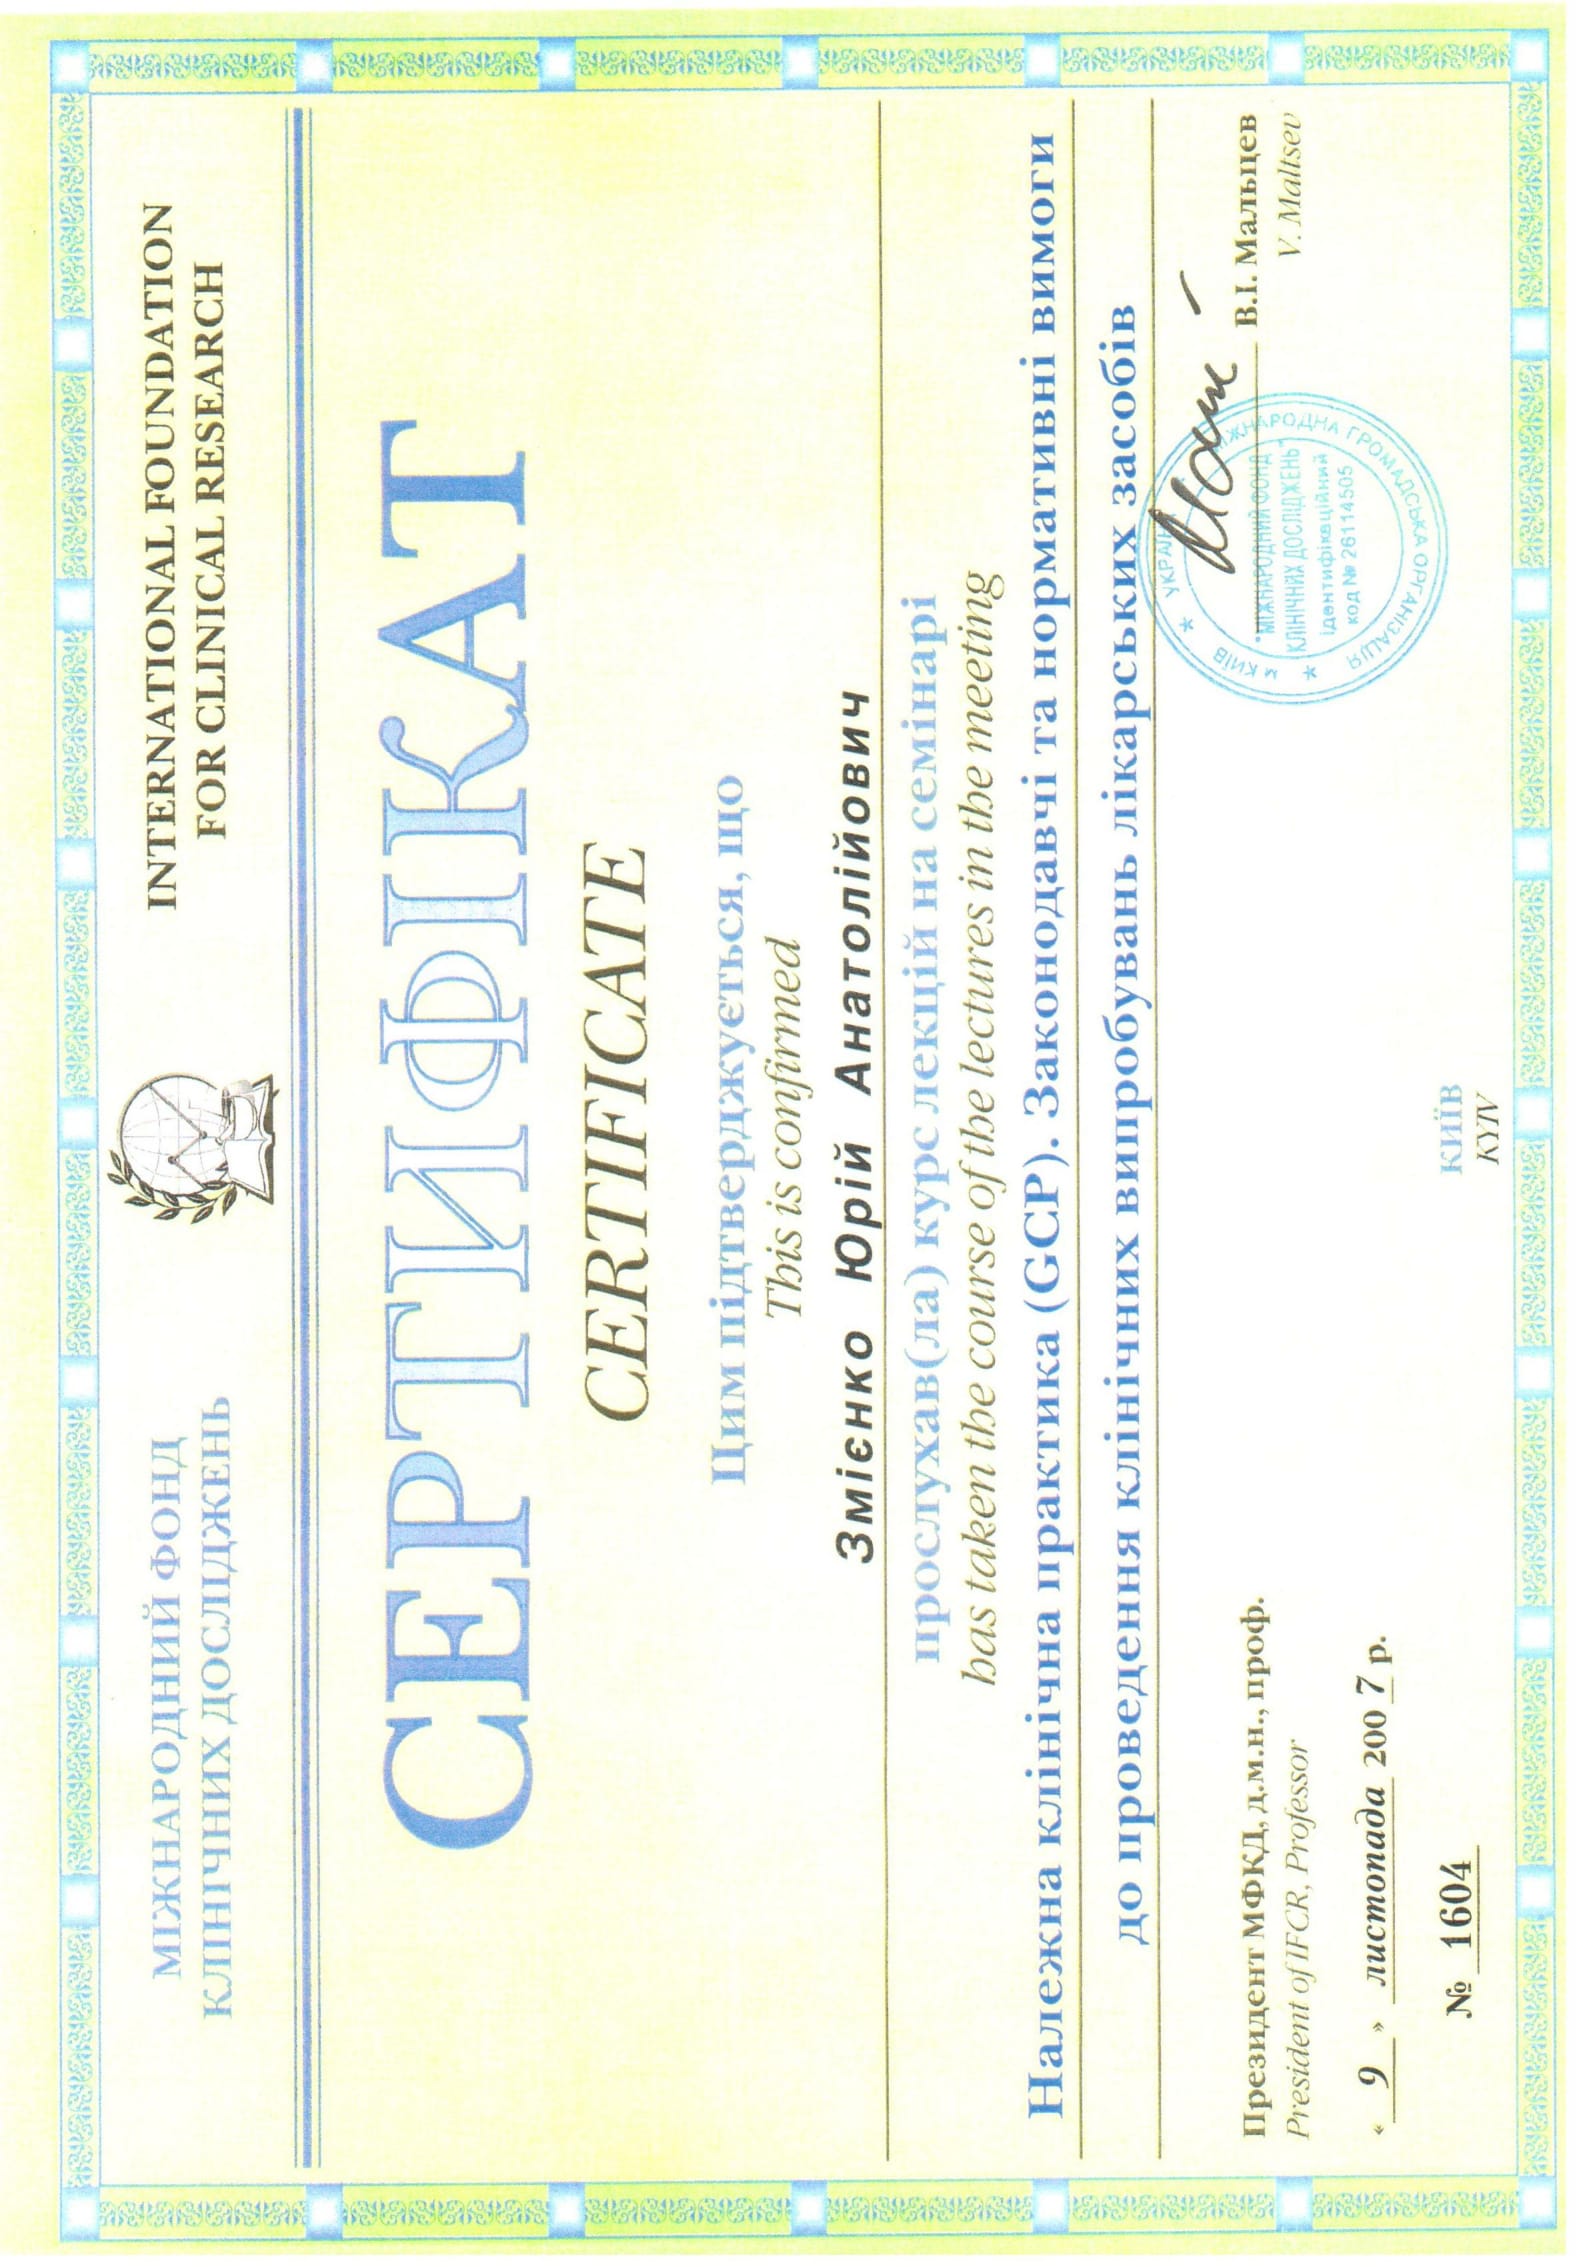 МІЖНАРОДНИЙ ФОНД
КЛІНІЧНИХ ДОСЛІДЖЕНЬ
INTERNATIONAL FOUNDATION
FOR CLINICAL RESEARCH
СЕРТИФІКАТ
CERTIFICATE
Цим підтверджується, що
This is confirmed
Змієнко Юрій Анатолійович
прослухав(ла) курс лекцій на семінарі
has taken the course of the lectures in the meeting
Належна клінічна практика (GCP). Законодавчі та нормативні вимоги
до проведення клінічних випробувань лікарських засобів
Президент МФКД, д.м.н., проф.
President of IFCR, Professor
В.І. Мальцев
V. Maltsev
МІЖНАРОДНА ГРОМАДСЬКА ОРГАНІЗАЦІЯ
* м КИЇВ * УКРАЇНА
"МІЖНАРОДНИЙ ФОНД
КЛІНІЧНИХ ДОСЛІДЖЕНЬ"
ідентифікаційний
код № 26114505
« 9 » листопада 2007 р.
№ 1604
КИЇВ
KYIV